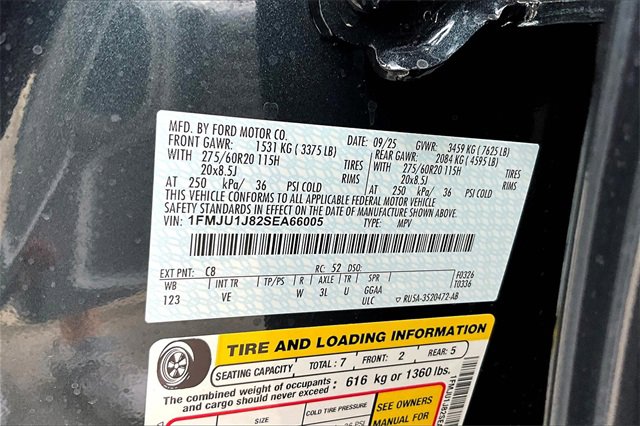 MFD. BY FORD MOTOR CO.
DATE: 09/25 GVWR: 3459 KG (7625 LB)
FRONT GAWR: 1531 KG (3375 LB) REAR GAWR: 2084 KG (4595 LB)
WITH 275/60R20 115H TIRES WITH 275/60R20 115H TIRES
20x8.5J RIMS 20x8.5J RIMS
AT 250 kPa/ 36 PSI COLD AT 250 kPa/ 36 PSI COLD
THIS VEHICLE CONFORMS TO ALL APPLICABLE FEDERAL MOTOR VEHICLE
SAFETY STANDARDS IN EFFECT ON THE DATE OF MANUFACTURE SHOWN ABOVE.
VIN: 1FMJU1J82SEA66005 TYPE: MPV
EXT PNT: C8 RC: 52 DSO: F0326
WB INT TR TP/PS R AXLE TR SPR T0336
123 VE W 3L U GGAA
ULC RU5A-3520472-AB
TIRE AND LOADING INFORMATION
SEATING CAPACITY TOTAL: 7 FRONT: 2 REAR: 5
The combined weight of occupants and cargo should never exceed: 616 kg or 1360 lbs.
SIZE COLD TIRE PRESSURE SEE OWNERS
PSI MANUAL FOR